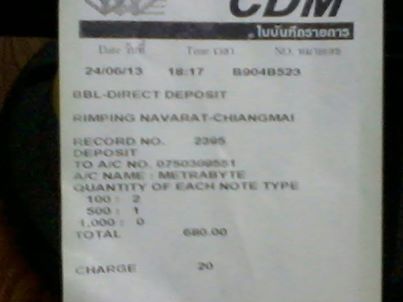 CDM
ใบบันทึกรายการ
Date วันที่ Time เวลา NO. หมายเลข
24/06/13 18:17 B904B523
BBL-DIRECT DEPOSIT
RIMPING NAVARAT-CHIANGMAI
RECORD NO. 2395
DEPOSIT
TO A/C NO. 0750309551
A/C NAME : METRABYTE
QUANTITY OF EACH NOTE TYPE
100 : 2
500 : 1
1,000 : 0
TOTAL 680.00
CHARGE 20